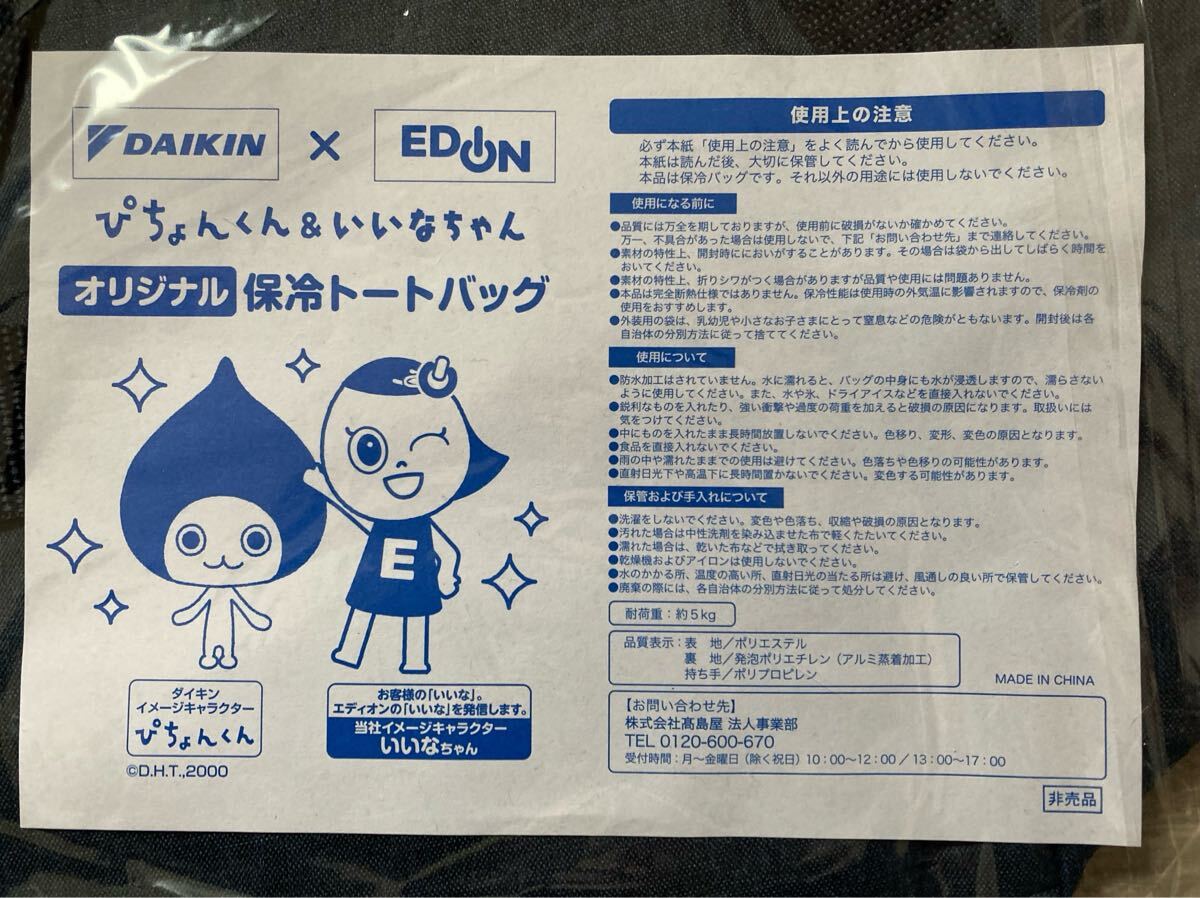 DAIKIN × EDION
ぴちょんくん&いいなちゃん
オリジナル 保冷トートバッグ
E
ダイキン
イメージキャラクター
ぴちょんくん
©D.H.T.,2000
お客様の「いいな」。
エディオンの「いいな」を発信します。
当社イメージキャラクター
いいなちゃん
使用上の注意
必ず本紙「使用上の注意」をよく読んでから使用してください。
本紙は読んだ後、大切に保管してください。
本品は保冷バッグです。それ以外の用途には使用しないでください。
使用になる前に
●品質には万全を期しておりますが、使用前に破損がないか確かめてください。
万一、不具合があった場合は使用しないで、下記「お問い合わせ先」まで連絡してください。
●素材の特性上、開封時ににおいがすることがあります。その場合は袋から出してしばらく時間を
おいてください。
●素材の特性上、折りシワがつく場合がありますが品質や使用には問題ありません。
●本品は完全断熱仕様ではありません。保冷性能は使用時の外気温に影響されますので、保冷剤の
使用をおすすめします。
●外装用の袋は、乳幼児や小さなお子さまにとって窒息などの危険がともないます。開封後は各
自治体の分別方法に従って捨ててください。
使用について
●防水加工はされていません。水に濡れると、バッグの中身にも水が浸透しますので、濡らさない
ように使用してください。また、水や氷、ドライアイスなどを直接入れないでください。
●鋭利なものを入れたり、強い衝撃や過度の荷重を加えると破損の原因になります。取扱いには
気をつけてください。
●中にものを入れたまま長時間放置しないでください。色移り、変形、変色の原因となります。
●食品を直接入れないでください。
●雨の中や濡れたままでの使用は避けてください。色落ちや色移りの可能性があります。
●直射日光下や高温下に長時間置かないでください。変色する可能性があります。
保管および手入れについて
●洗濯をしないでください。変色や色落ち、収縮や破損の原因となります。
●汚れた場合は中性洗剤を染み込ませた布で軽くたたいてください。
●濡れた場合は、乾いた布などで拭き取ってください。
●乾燥機およびアイロンは使用しないでください。
●水のかかる所、温度の高い所、直射日光の当たる所は避け、風通しの良い所で保管してください。
●廃棄の際には、各自治体の分別方法に従って処分してください。
耐荷重:約5kg
品質表示:表 地/ポリエステル
裏 地/発泡ポリエチレン(アルミ蒸着加工)
持ち手/ポリプロピレン
MADE IN CHINA
【お問い合わせ先】
株式会社髙島屋 法人事業部
TEL 0120-600-670
受付時間:月~金曜日(除く祝日)10:00~12:00/13:00~17:00
非売品